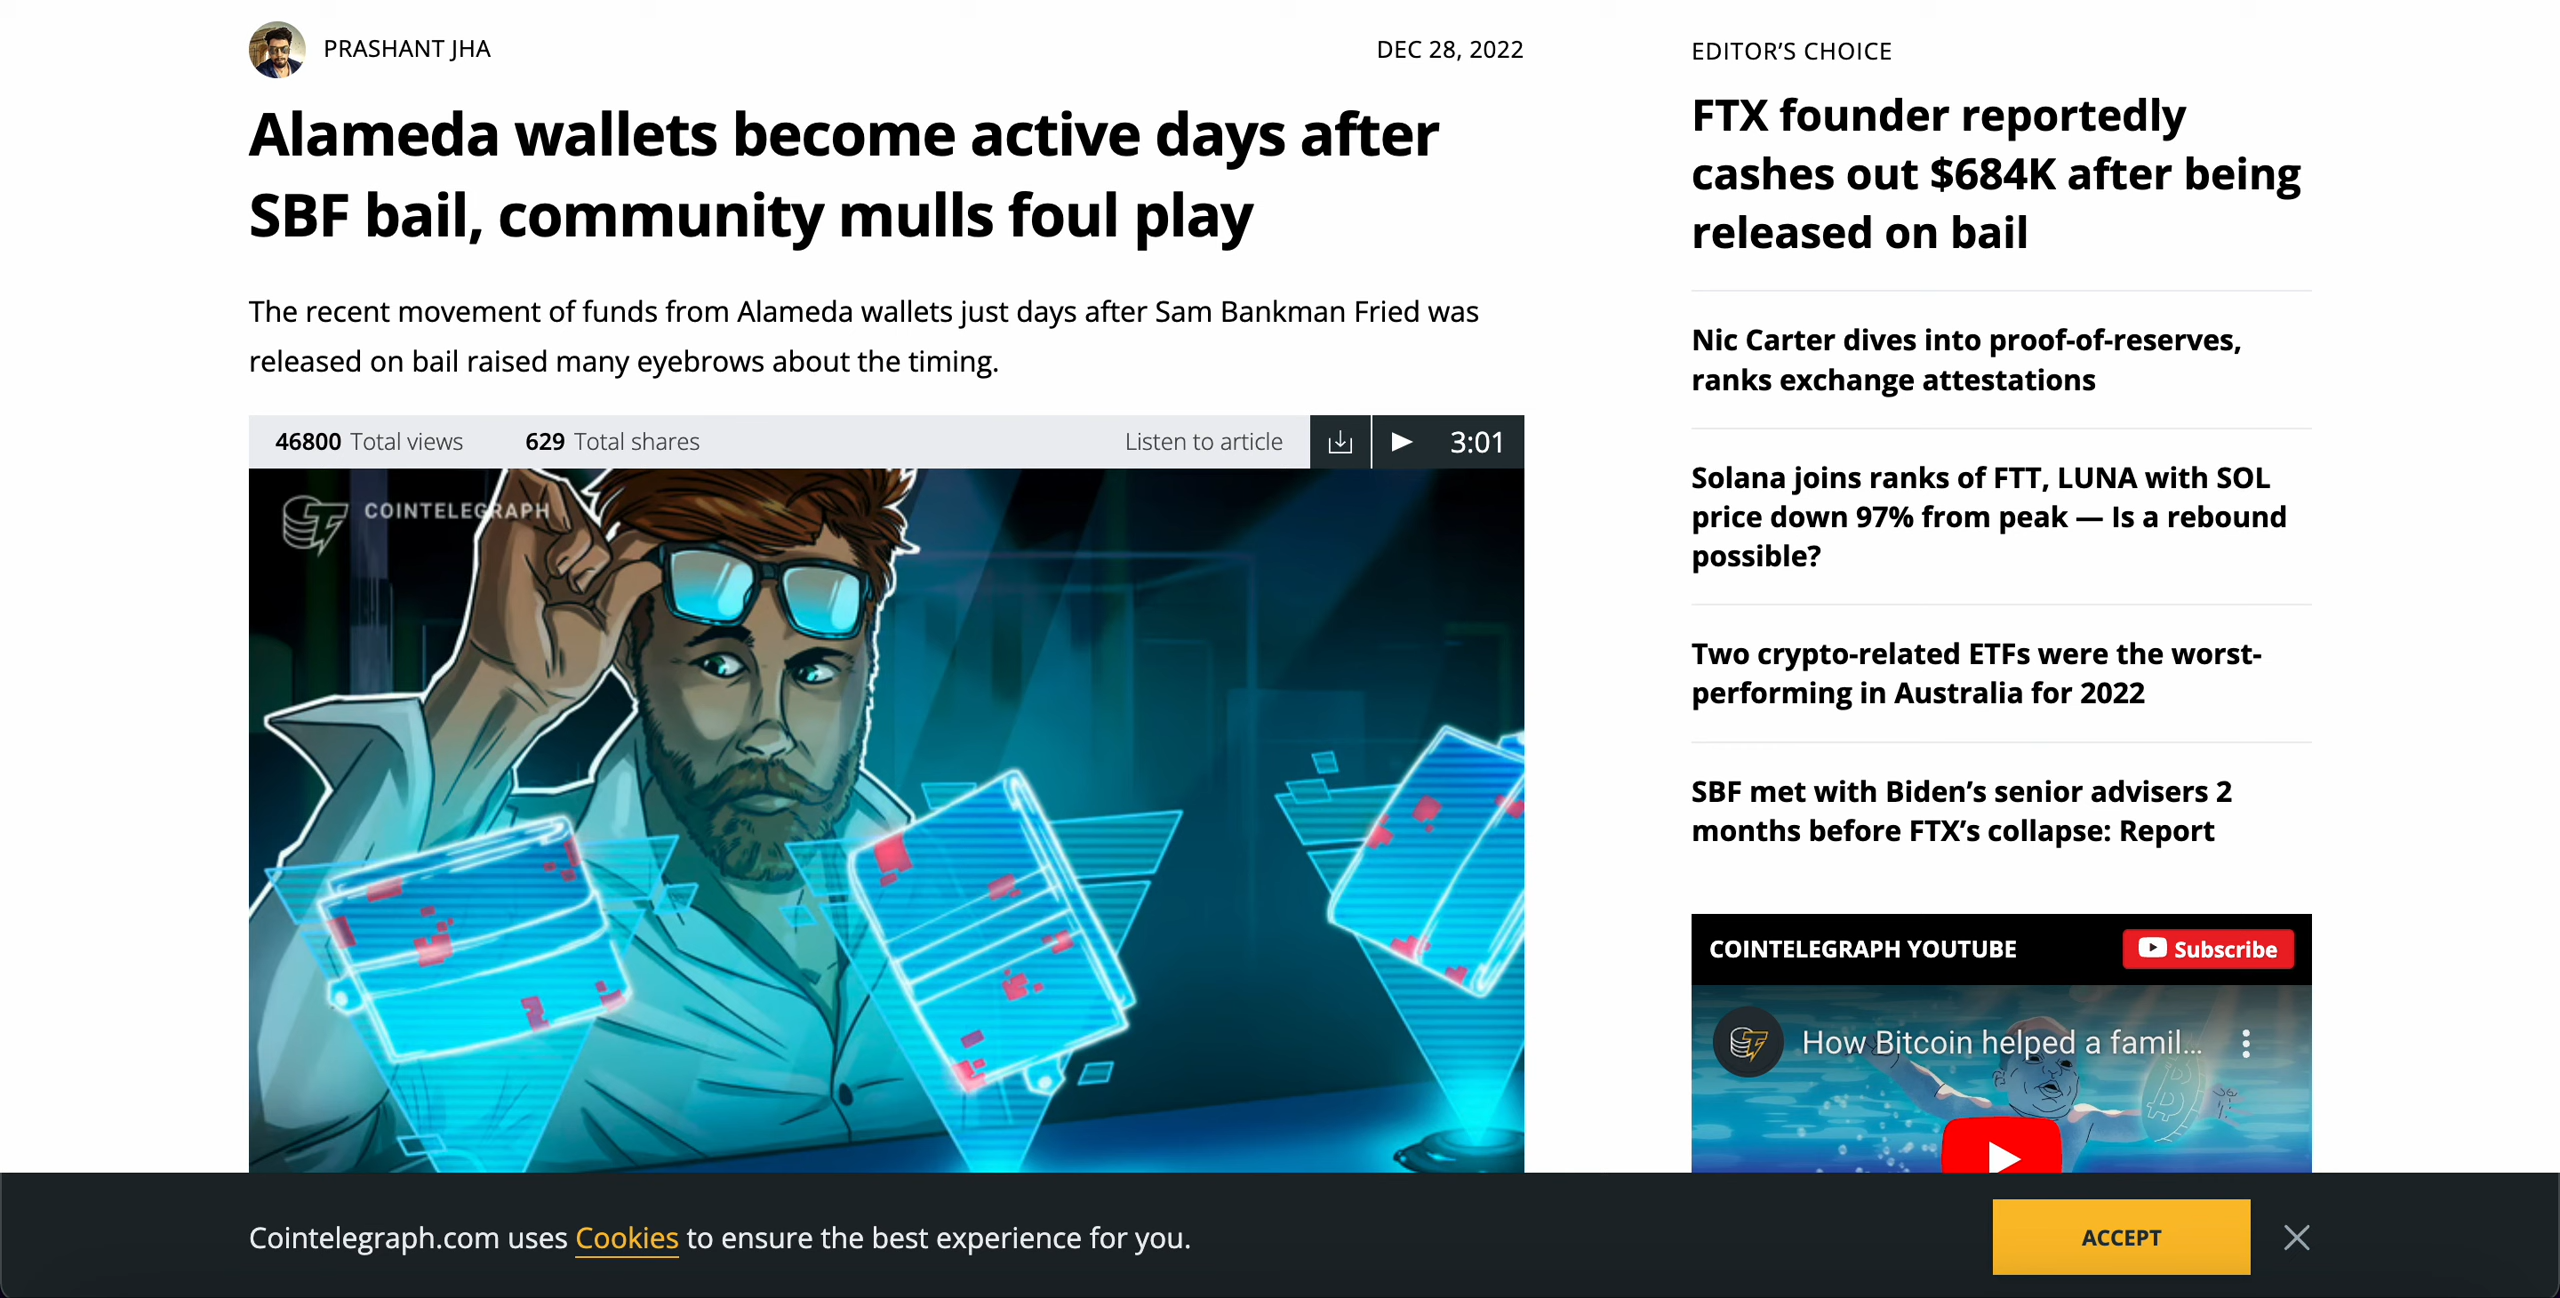 PRASHANT JHA
DEC 28, 2022
Alameda wallets become active days after
SBF bail, community mulls foul play
The recent movement of funds from Alameda wallets just days after Sam Bankman Fried was
released on bail raised many eyebrows about the timing.
46800 Total views 629 Total shares Listen to article 3:01
COINTELEGRAPH
EDITOR’S CHOICE
FTX founder reportedly
cashes out $684K after being
released on bail
Nic Carter dives into proof-of-reserves,
ranks exchange attestations
Solana joins ranks of FTT, LUNA with SOL
price down 97% from peak — Is a rebound
possible?
Two crypto-related ETFs were the worst-
performing in Australia for 2022
SBF met with Biden’s senior advisers 2
months before FTX’s collapse: Report
COINTELEGRAPH YOUTUBE Subscribe
How Bitcoin helped a famil...
Cointelegraph.com uses Cookies to ensure the best experience for you.
ACCEPT